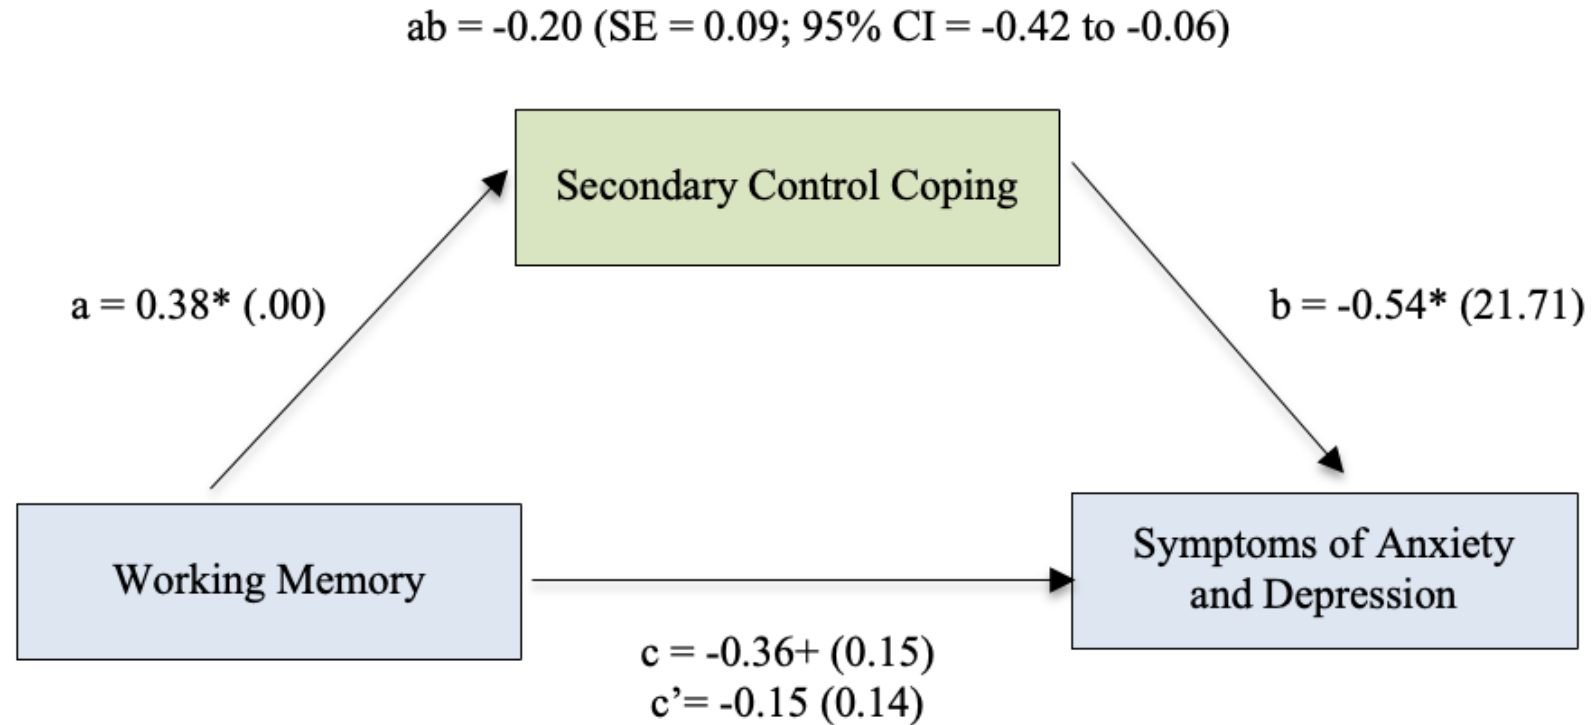 ab = -0.20 (SE = 0.09; 95% CI = -0.42 to -0.06)
Secondary Control Coping
a = 0.38* (.00)
b = -0.54* (21.71)
Working Memory
Symptoms of Anxiety
and Depression
c = -0.36+ (0.15)
c’= -0.15 (0.14)